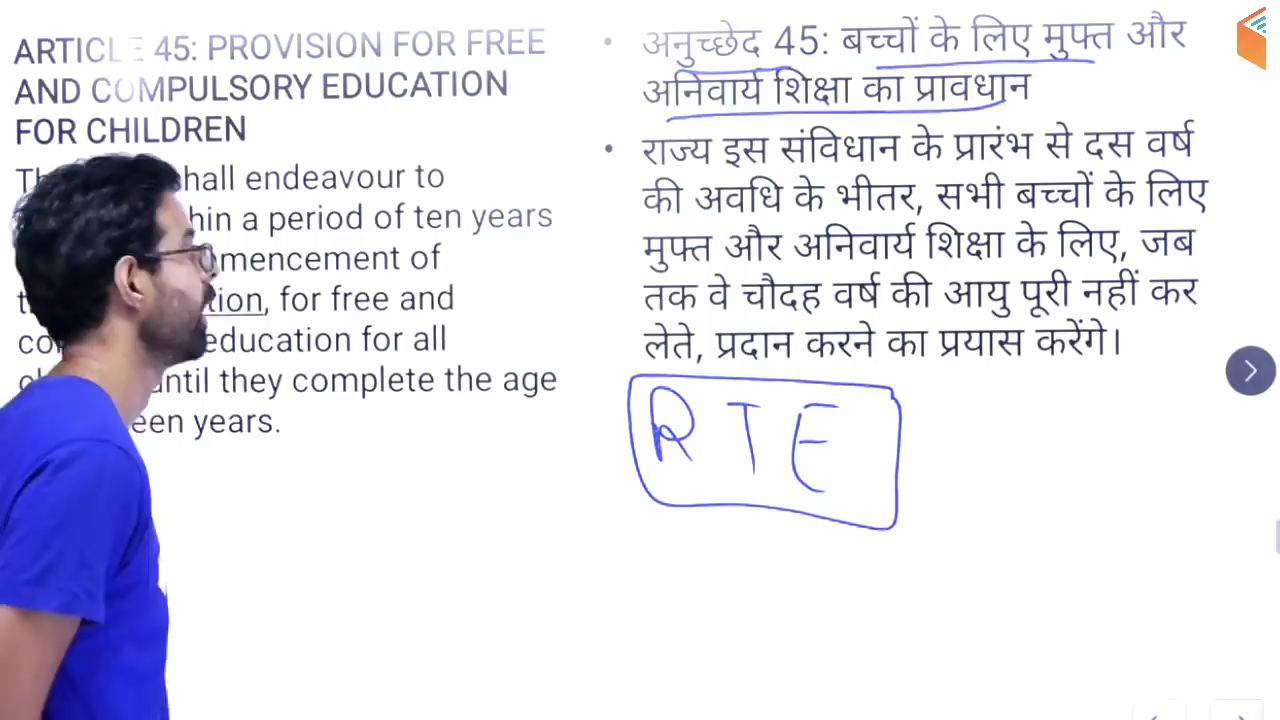 ARTICLE 45: PROVISION FOR FREE
AND COMPULSORY EDUCATION
FOR CHILDREN
hall endeavour to
hin a period of ten years
mencement of
tion, for free and
education for all
until they complete the age
een years.
• अनुच्छेद 45: बच्चों के लिए मुफ्त और
अनिवार्य शिक्षा का प्रावधान
• राज्य इस संविधान के प्रारंभ से दस वर्ष
की अवधि के भीतर, सभी बच्चों के लिए
मुफ्त और अनिवार्य शिक्षा के लिए, जब
तक वे चौदह वर्ष की आयु पूरी नहीं कर
लेते, प्रदान करने का प्रयास करेंगे।
RTE